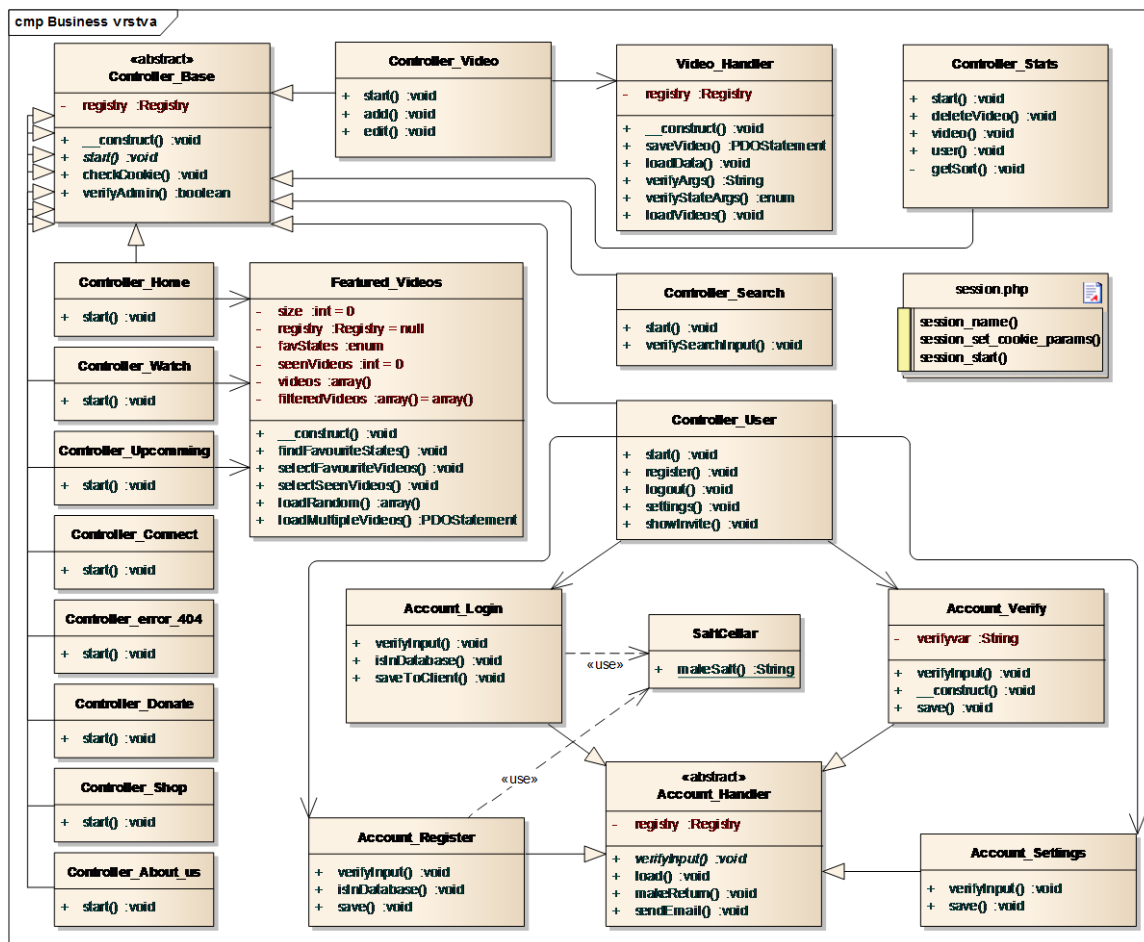 cmp Business vrstva
«abstract»
Controller_Base
- registry :Registry
+ __construct() :void
+ start() :void
+ checkCookie() :void
+ verifyAdmin() :boolean
Controller_Video
+ start() :void
+ add() :void
+ edit() :void
Video_Handler
- registry :Registry
+ __construct() :void
+ saveVideo() :PDOStatement
+ loadData() :void
+ verifyArgs() :String
+ verifyStateArgs() :enum
+ loadVideos() :void
Controller_Stats
+ start() :void
+ deleteVideo() :void
+ video() :void
+ user() :void
- getSort() :void
Controller_Home
+ start() :void
Featured_Videos
- size :int = 0
- registry :Registry = null
- favStates :enum
- seenVideos :int = 0
- videos :array()
- filteredVideos :array() = array()
+ __construct() :void
+ findFavouriteStates() :void
+ selectFavouriteVideos() :void
+ selectSeenVideos() :void
+ loadRandom() :array()
+ loadMultipleVideos() :PDOStatement
Controller_Search
+ start() :void
+ verifySearchInput() :void
session.php
session_name()
session_set_cookie_params()
session_start()
Controller_Watch
+ start() :void
Controller_Upcomming
+ start() :void
Controller_User
+ start() :void
+ register() :void
+ logout() :void
+ settings() :void
+ showInvite() :void
Controller_Connect
+ start() :void
Controller_error_404
+ start() :void
Account_Login
+ verifyInput() :void
+ isInDatabase() :void
+ saveToClient() :void
«use»
SaltCellar
+ makeSalt() :String
Account_Verify
- verifyvar :String
+ verifyInput() :void
+ __construct() :void
+ save() :void
Controller_Donate
+ start() :void
Controller_Shop
+ start() :void
«use»
«abstract»
Account_Handler
- registry :Registry
+ verifyInput() :void
+ load() :void
+ makeReturn() :void
+ sendEmail() :void
Account_Register
+ verifyInput() :void
+ isInDatabase() :void
+ save() :void
Account_Settings
+ verifyInput() :void
+ save() :void
Controller_About_us
+ start() :void